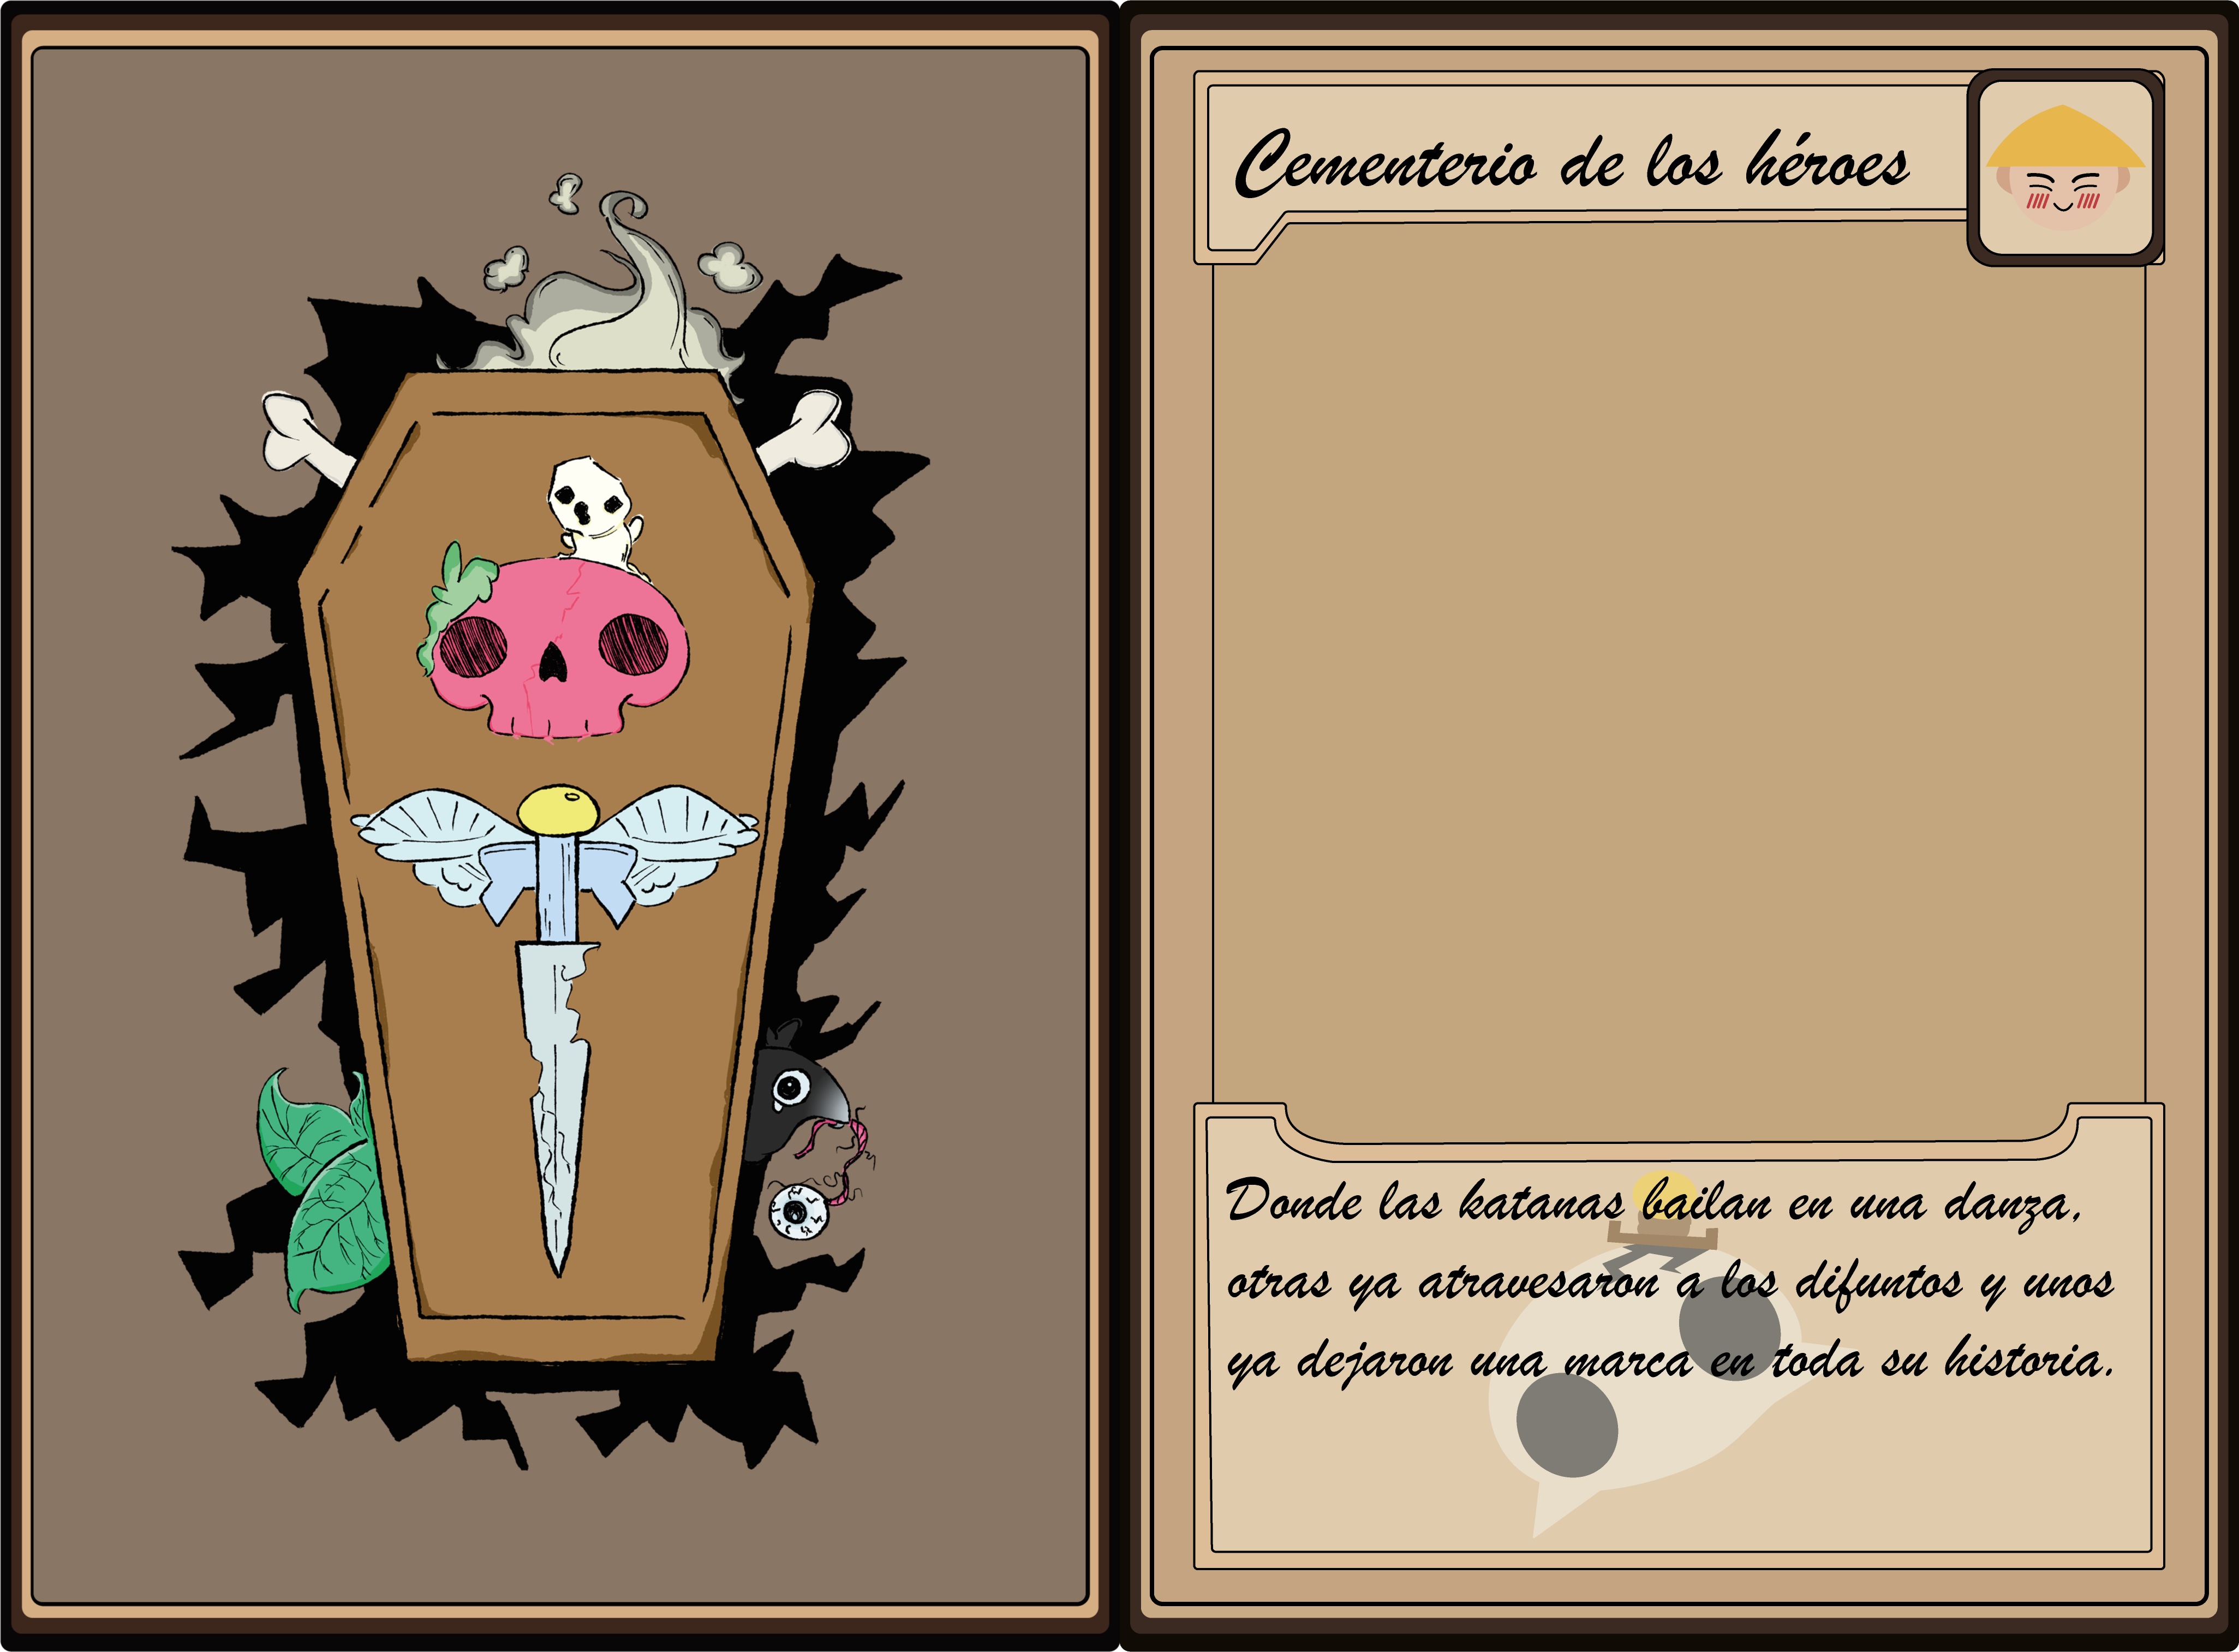 Cementerio de los héroes
Donde las katanas bailan en una danza,
otras ya atravesaron a los difuntos y unos
ya dejaron una marca en toda su historia.